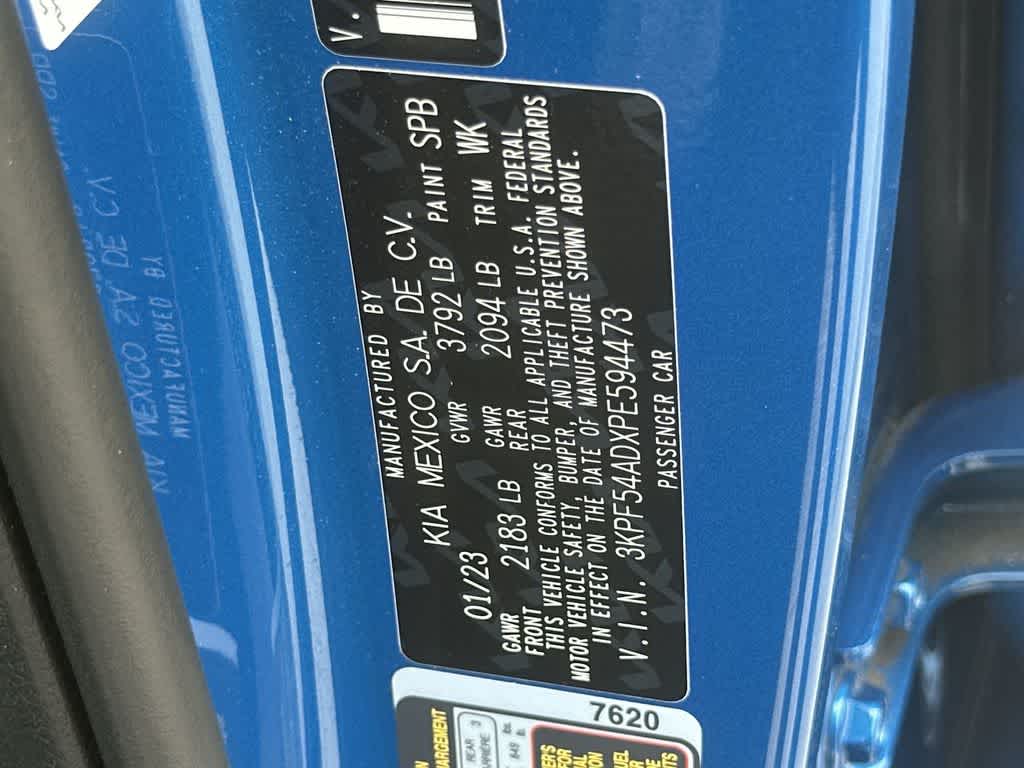 V.
MANUFACTURED BY
KIA MEXICO S.A. DE C.V.
01/23 GVWR 3792 LB PAINT SPB
GAWR FRONT 2183 LB GAWR REAR 2094 LB TRIM WK
THIS VEHICLE CONFORMS TO ALL APPLICABLE U.S.A. FEDERAL
MOTOR VEHICLE SAFETY, BUMPER, AND THEFT PREVENTION STANDARDS
IN EFFECT ON THE DATE OF MANUFACTURE SHOWN ABOVE.
V.I.N. 3KPF54ADXPE594473
PASSENGER CAR
7620
REAR
3